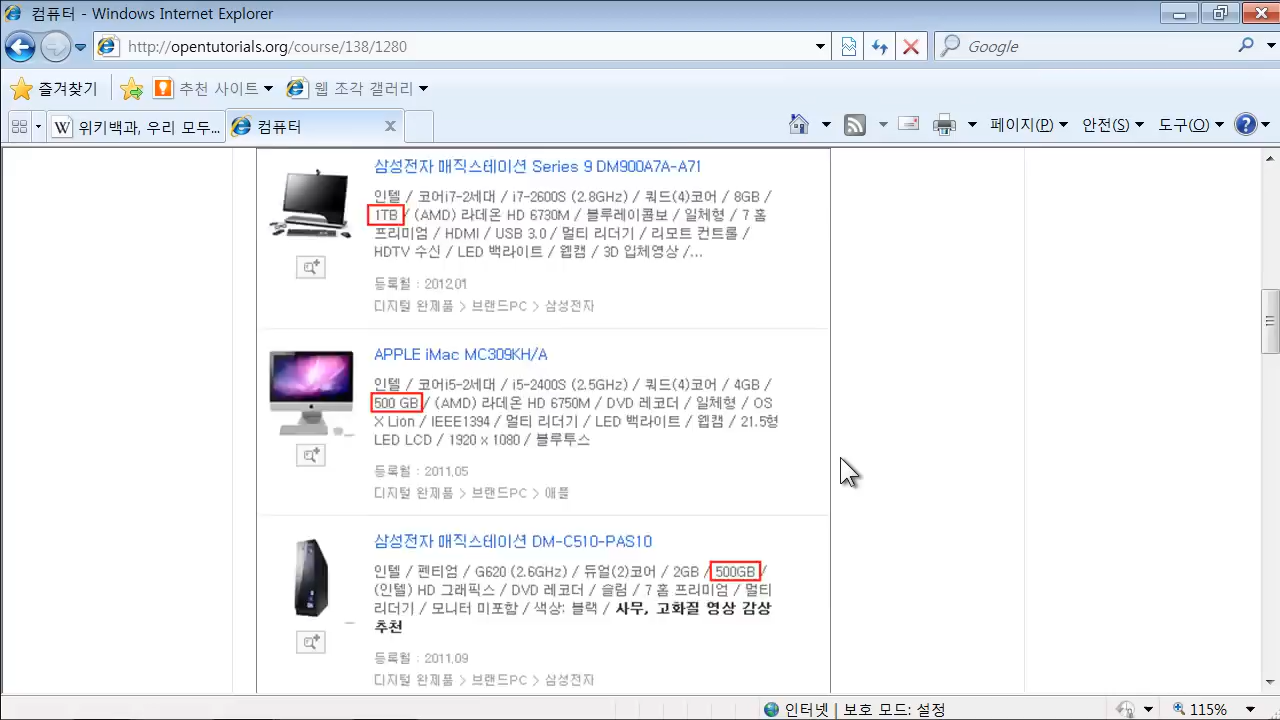 컴퓨터 - Windows Internet Explorer
http://opentutorials.org/course/138/1280
Google
즐겨찾기
추천 사이트
웹 조각 갤러리
W 위키백과, 우리 모두...
컴퓨터
페이지(P)
안전(S)
도구(O)
삼성전자 매직스테이션 Series 9 DM900A7A-A71
인텔 / 코어i7-2세대 / i7-2600S (2.8GHz) / 쿼드(4)코어 / 8GB /
1TB / (AMD) 라데온 HD 6730M / 블루레이콤보 / 일체형 / 7 홈
프리미엄 / HDMI / USB 3.0 / 멀티 리더기 / 리모트 컨트롤 /
HDTV 수신 / LED 백라이트 / 웹캠 / 3D 입체영상 /...
등록월 : 2012.01
디지털 완제품 > 브랜드PC > 삼성전자
APPLE iMac MC309KH/A
인텔 / 코어i5-2세대 / i5-2400S (2.5GHz) / 쿼드(4)코어 / 4GB /
500 GB / (AMD) 라데온 HD 6750M / DVD 레코더 / 일체형 / OS
X Lion / IEEE1394 / 멀티 리더기 / LED 백라이트 / 웹캠 / 21.5형
LED LCD / 1920 x 1080 / 블루투스
등록월 : 2011.05
디지털 완제품 > 브랜드PC > 애플
삼성전자 매직스테이션 DM-C510-PAS10
인텔 / 펜티엄 / G620 (2.6GHz) / 듀얼(2)코어 / 2GB / 500GB /
(인텔) HD 그래픽스 / DVD 레코더 / 슬림 / 7 홈 프리미엄 / 멀티
리더기 / 모니터 미포함 / 색상: 블랙 / 사무, 고화질 영상 감상
추천
등록월 : 2011.09
디지털 완제품 > 브랜드PC > 삼성전자
인터넷 | 보호 모드: 설정
115%